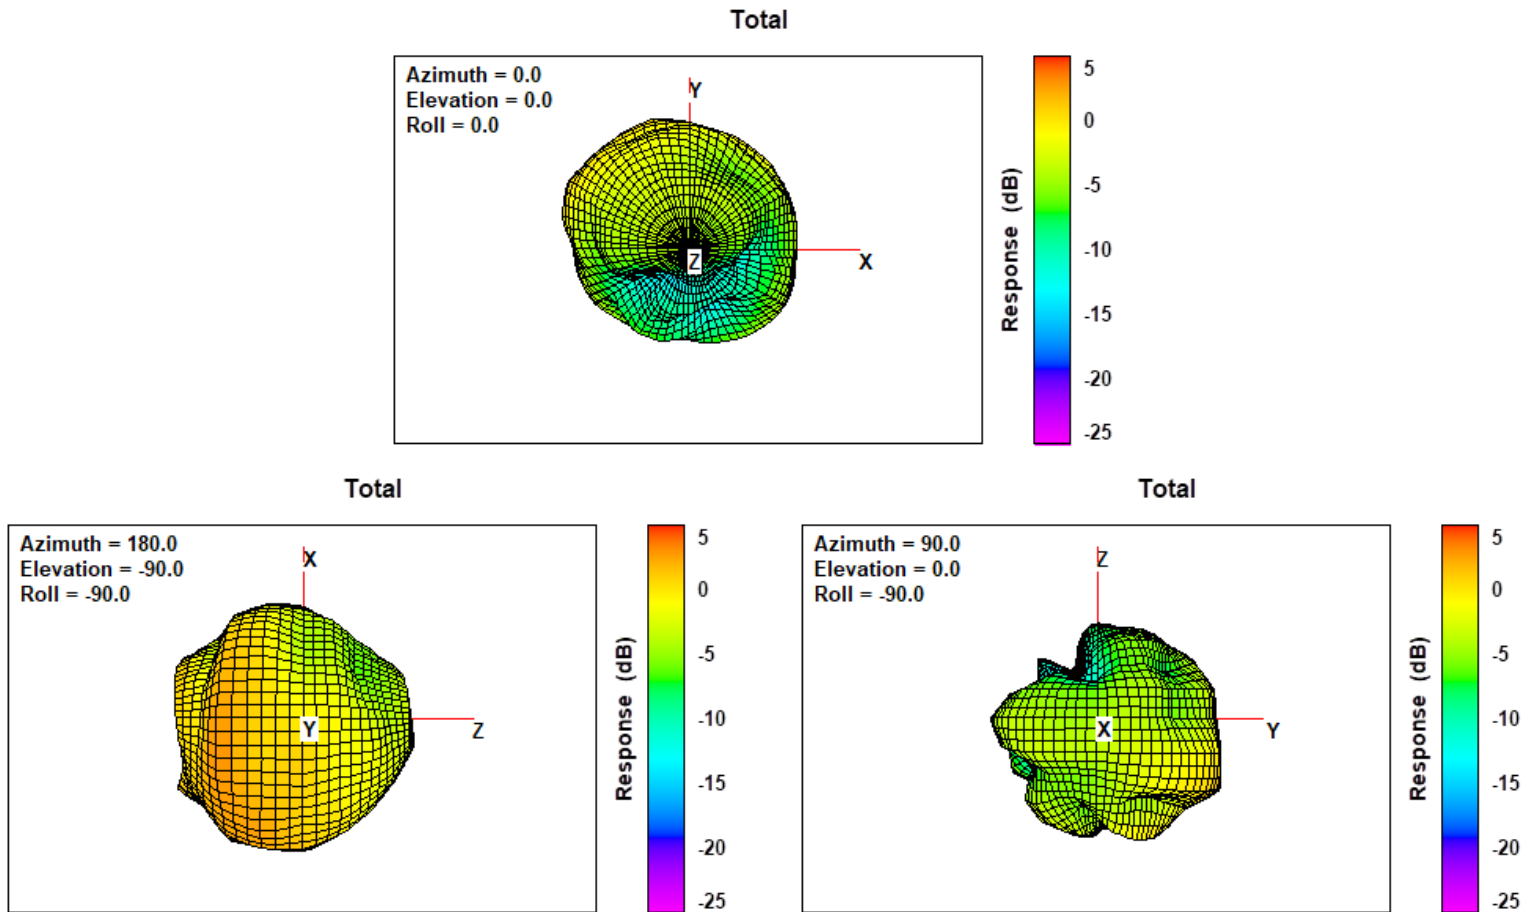 Total
Azimuth = 0.0
Elevation = 0.0
Roll = 0.0
Y
Z
X
Response (dB)
5
0
-5
-10
-15
-20
-25
Total
Azimuth = 180.0
Elevation = -90.0
Roll = -90.0
X
Y
Z
Response (dB)
5
0
-5
-10
-15
-20
-25
Total
Azimuth = 90.0
Elevation = 0.0
Roll = -90.0
Z
X
Y
Response (dB)
5
0
-5
-10
-15
-20
-25